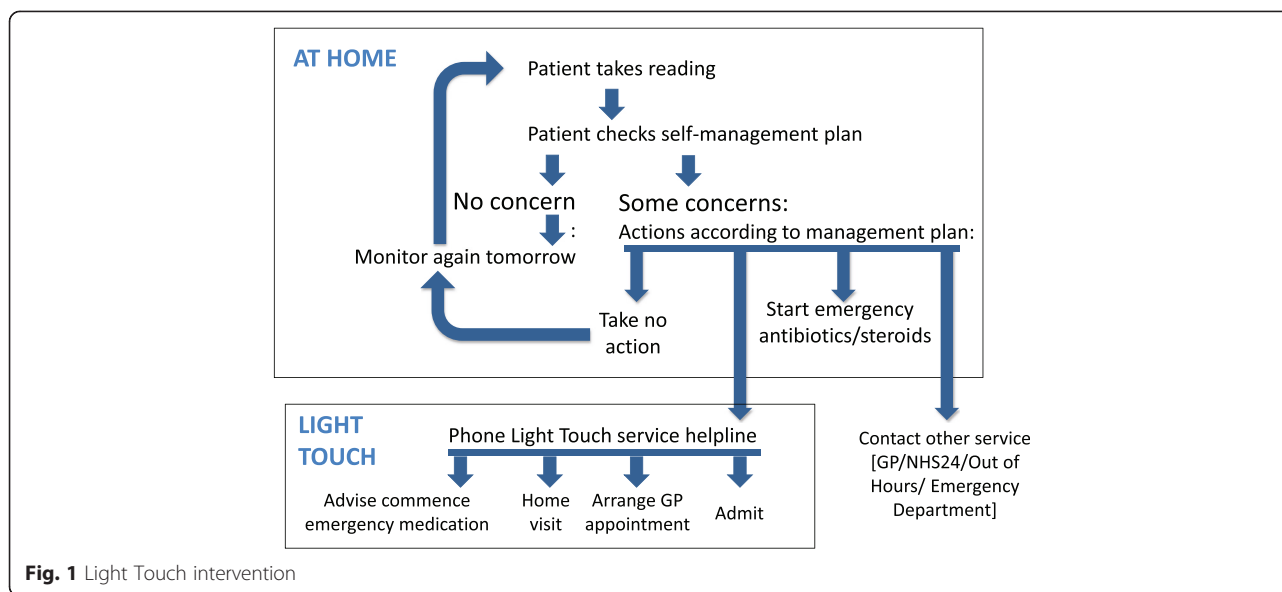 AT HOME
Patient takes reading
Patient checks self-management plan
No concern
:
Monitor again tomorrow
Some concerns:
Actions according to management plan:
Take no
action
Start emergency
antibiotics/steroids
LIGHT
TOUCH
Phone Light Touch service helpline
Advise commence
emergency medication
Home
visit
Arrange GP
appointment
Admit
Contact other service
[GP/NHS24/Out of
Hours/ Emergency
Department]
Fig. 1 Light Touch intervention